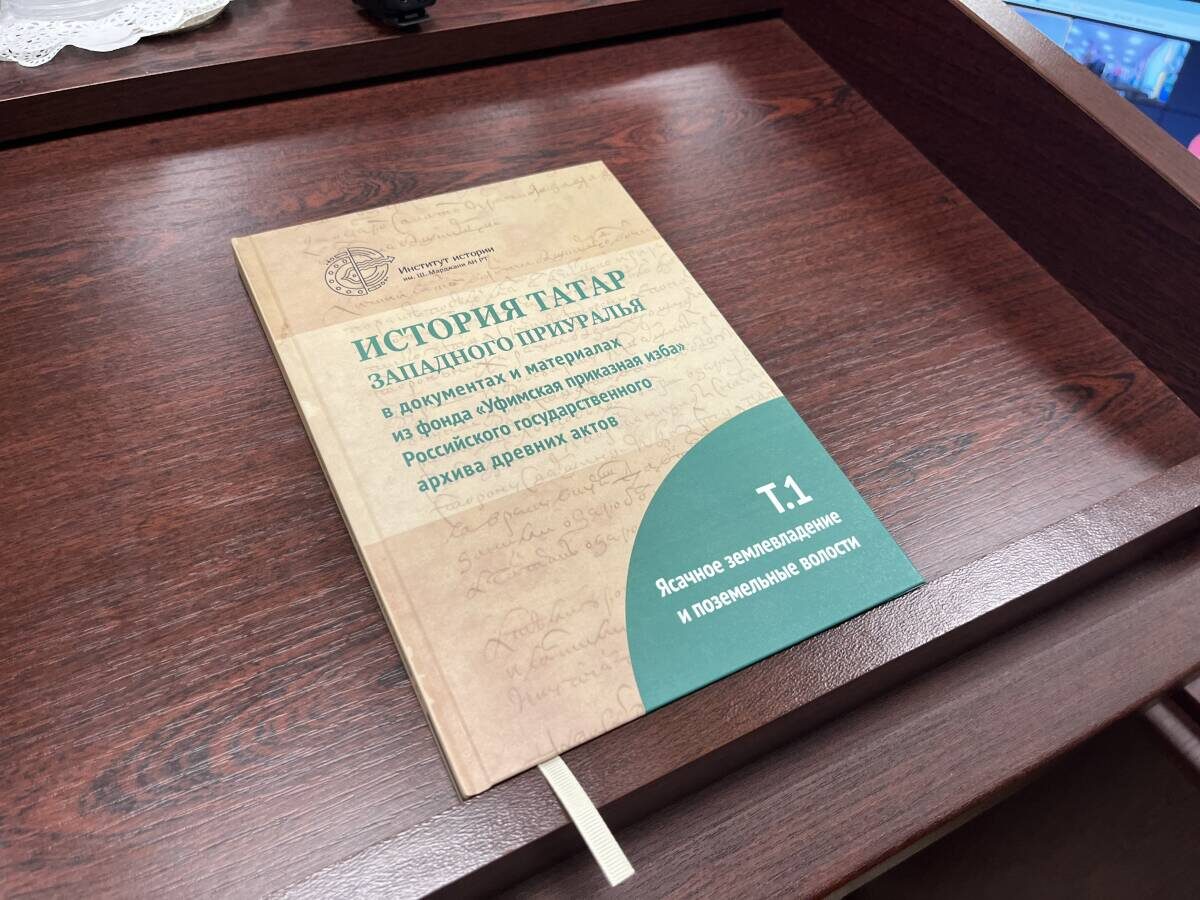 Институт истории
им. Ш. Марджани АН РТ
ИСТОРИЯ ТАТАР
ЗАПАДНОГО ПРИУРАЛЬЯ
в документах и материалах
из фонда «Уфимская приказная изба»
Российского государственного
архива древних актов
Т.1
Ясачное землевладение
и поземельные волости